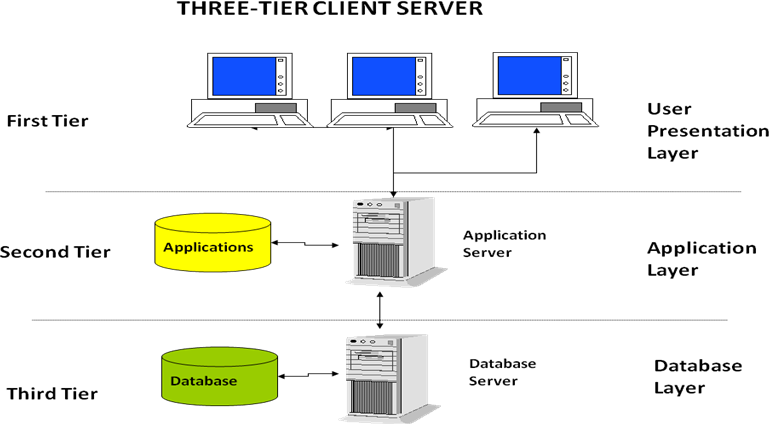 THREE-TIER CLIENT SERVER
First Tier
User
Presentation
Layer
Second Tier
Applications
Application
Server
Application
Layer
Third Tier
Database
Database
Server
Database
Layer